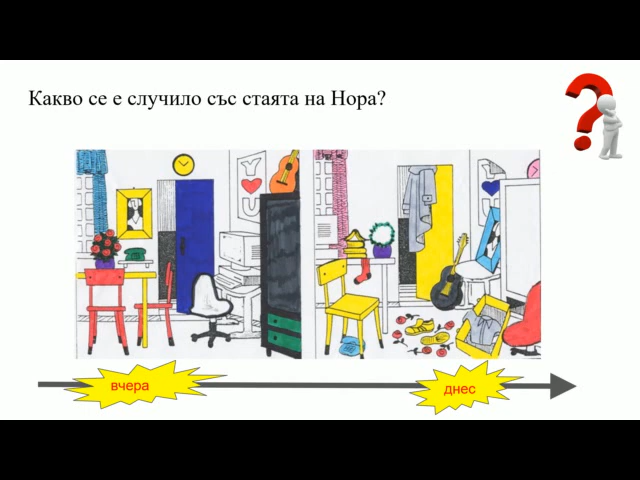 Какво се е случило със стаята на Нора?
Y
U
Y
вчера
днес